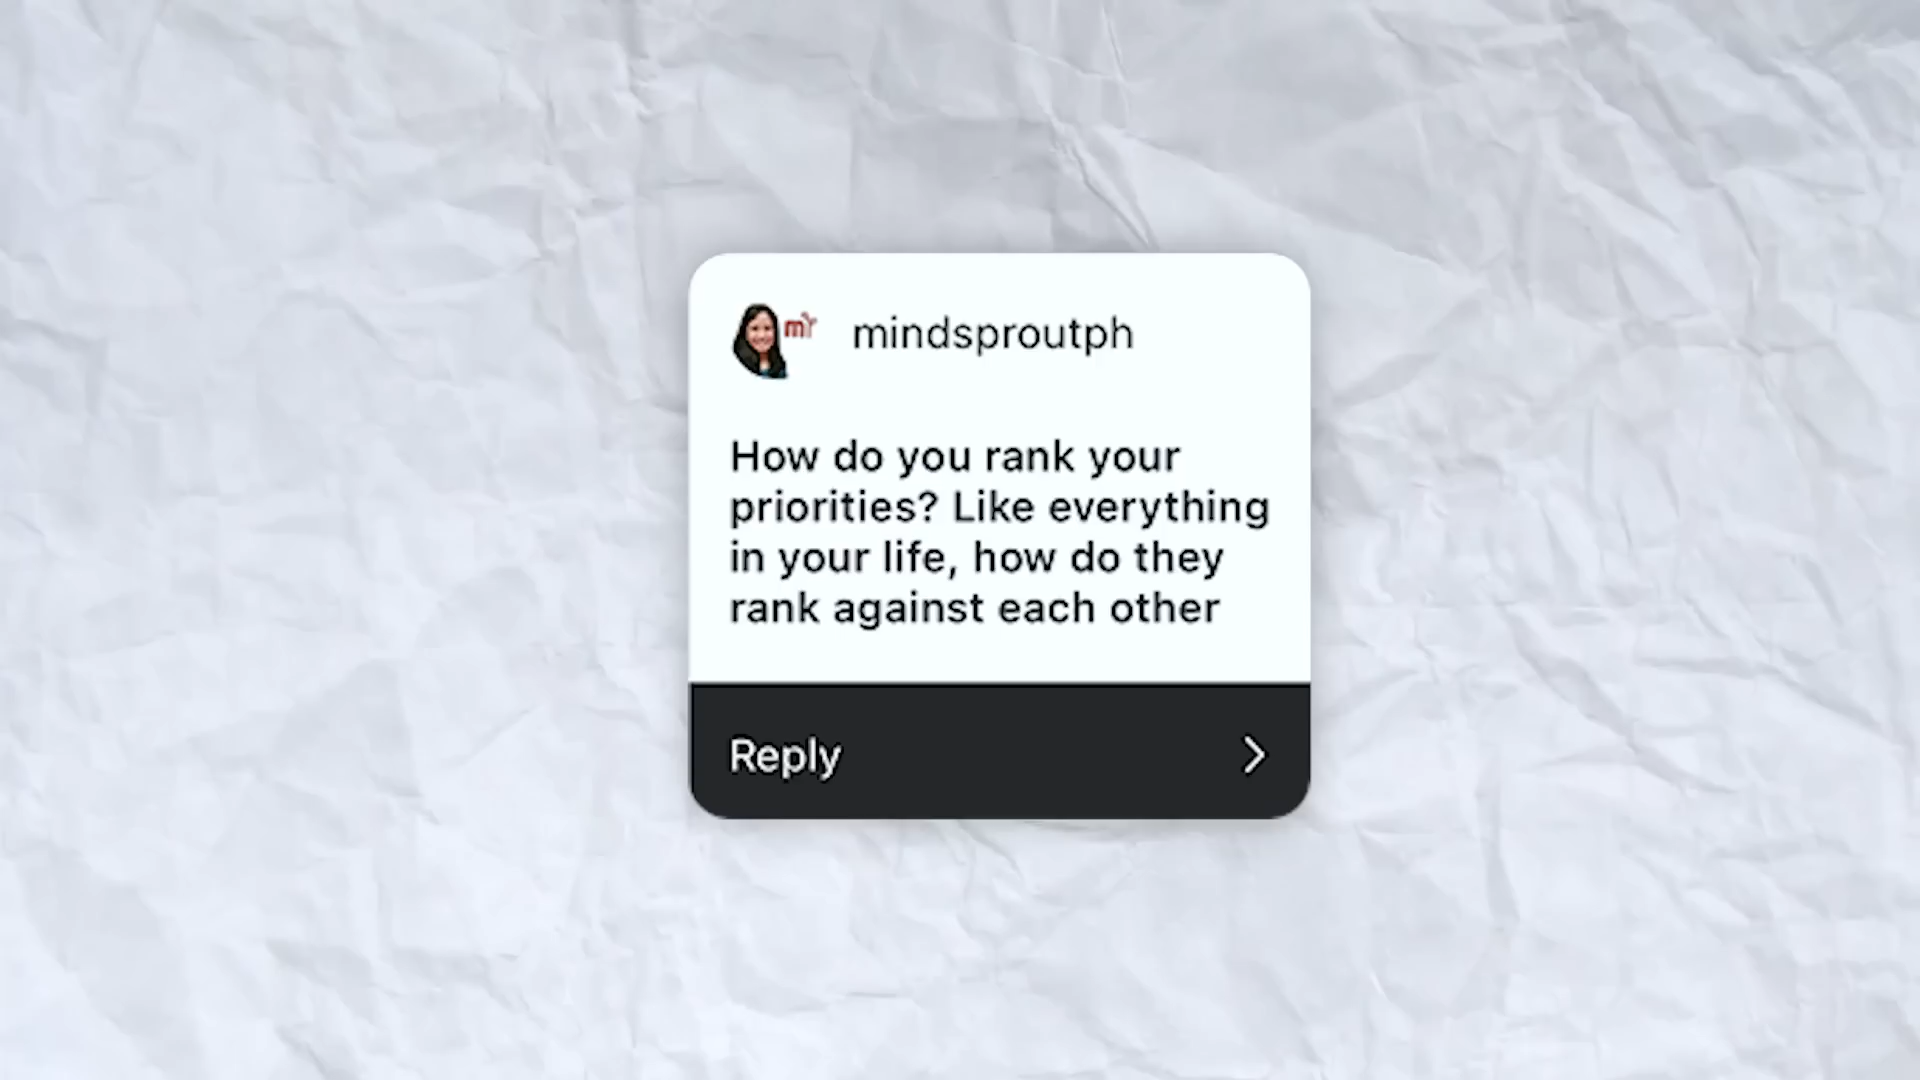 mindsproutph
How do you rank your
priorities? Like everything
in your life, how do they
rank against each other
Reply